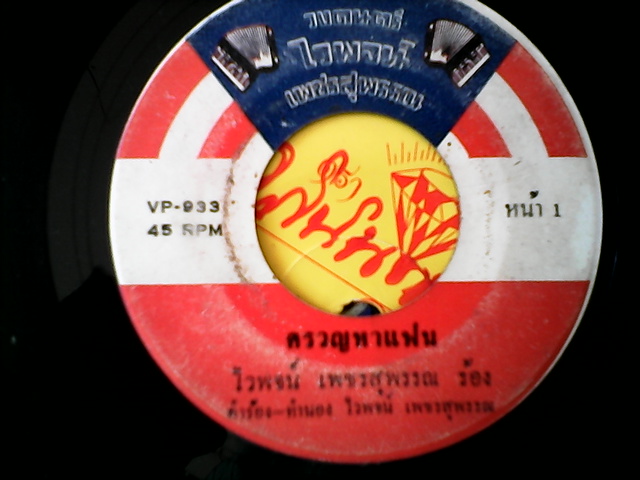 วงดนตรี
ไวพจน์
เพชรสุพรรณ
VP-933
45 RPM
หน้า 1
ครวญหาแฟน
ไวพจน์ เพชรสุพรรณ ร้อง
คำร้อง-ทำนอง ไวพจน์ เพชรสุพรรณ